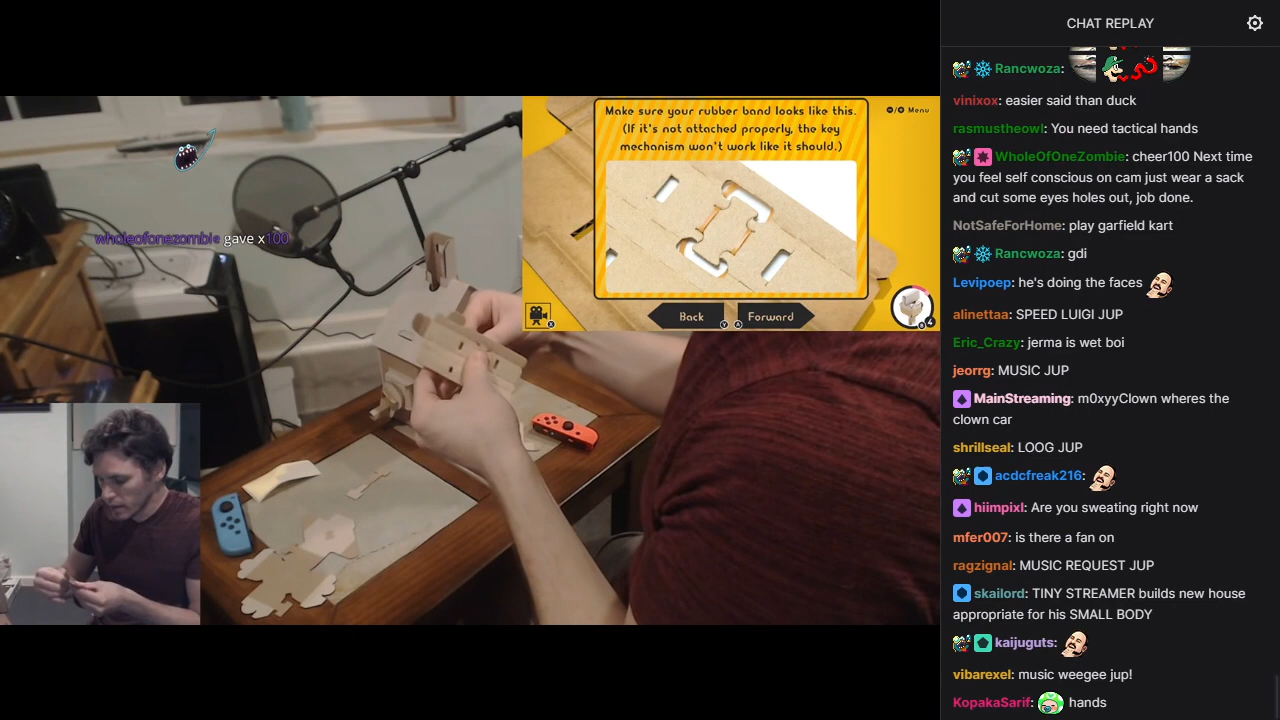 wholeofonezombie gave x100
Make sure your rubber band looks like this.
(If it's not attached properly, the key
mechanism won't work like it should.)
Menu
Back
Forward
CHAT REPLAY
Rancwoza:
vinixox: easier said than duck
rasmustheowl: You need tactical hands
WholeOfOneZombie: cheer100 Next time
you feel self conscious on cam just wear a sack
and cut some eyes holes out, job done.
NotSafeForHome: play garfield kart
Rancwoza: gdi
Levipoep: he's doing the faces
alinettaa: SPEED LUIGI JUP
Eric_Crazy: jerma is wet boi
jeorrg: MUSIC JUP
MainStreaming: m0xyyClown wheres the
clown car
shrillseal: LOOG JUP
acdcfreak216:
hiimpixl: Are you sweating right now
mfer007: is there a fan on
ragzignal: MUSIC REQUEST JUP
skailord: TINY STREAMER builds new house
appropriate for his SMALL BODY
kaijuguts:
vibarexel: music weegee jup!
KopakaSarif: hands